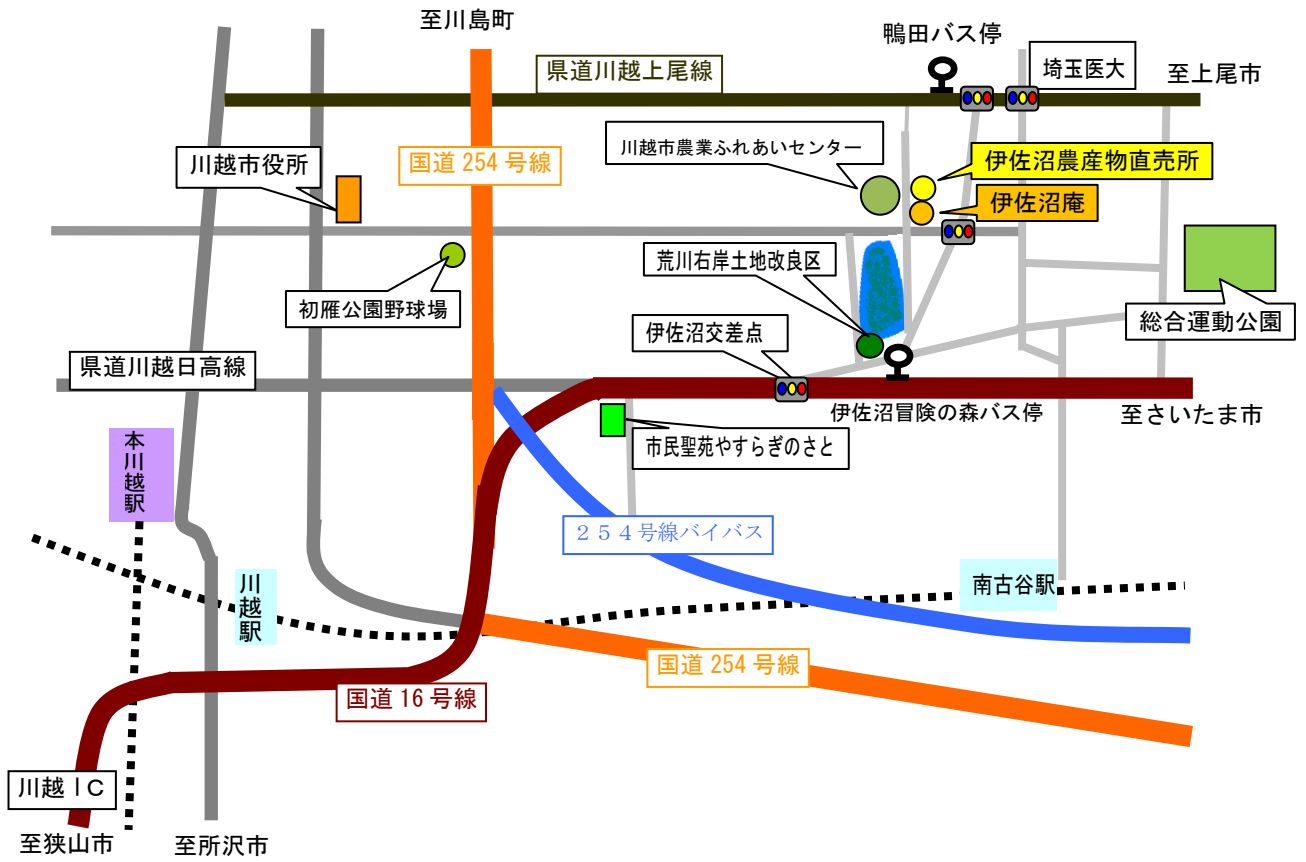 至川島町
鴨田バス停
埼玉医大
至上尾市
県道川越上尾線
川越市役所
国道254号線
川越市農業ふれあいセンター
伊佐沼農産物直売所
伊佐沼庵
荒川右岸土地改良区
初雁公園野球場
総合運動公園
伊佐沼交差点
県道川越日高線
伊佐沼冒険の森バス停
至さいたま市
本川越駅
市民聖苑やすらぎのさと
254号線バイパス
川越駅
南古谷駅
国道254号線
国道16号線
川越IC
至狭山市
至所沢市